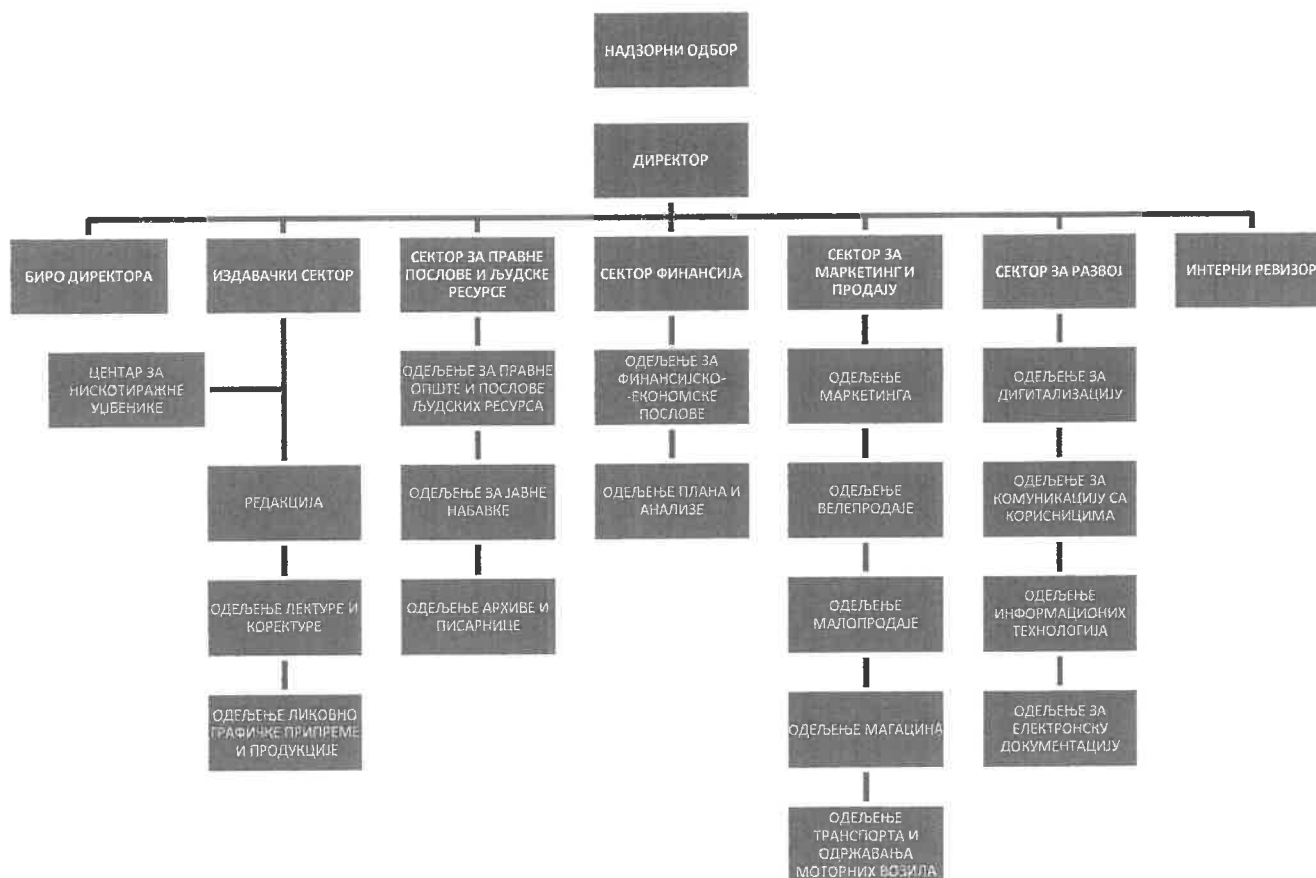 НАДЗОРНИ ОДБОР
ДИРЕКТОР
БИРО ДИРЕКТОРА
ИЗДАВАЧКИ СЕКТОР
СЕКТОР ЗА ПРАВНЕ
ПОСЛОВЕ И ЉУДСКЕ
РЕСУРСЕ
СЕКТОР ФИНАНСИЈА
СЕКТОР ЗА
МАРКЕТИНГ И
ПРОДАЈУ
СЕКТОР ЗА РАЗВОЈ
ИНТЕРНИ РЕВИЗОР
ЦЕНТАР ЗА
НИСКОТИРАЖНЕ
УЏБЕНИКЕ
ОДЕЉЕЊЕ ЗА ПРАВНЕ
ОПШТЕ И ПОСЛОВЕ
ЉУДСКИХ РЕСУРСА
ОДЕЉЕЊЕ ЗА
ФИНАНСИЈСКО-
-ЕКОНОМСКЕ
ПОСЛОВЕ
ОДЕЉЕЊЕ
МАРКЕТИНГА
ОДЕЉЕЊЕ ЗА
ДИГИТАЛИЗАЦИЈУ
РЕДАКЦИЈА
ОДЕЉЕЊЕ ЗА ЈАВНЕ
НАБАВКЕ
ОДЕЉЕЊЕ ПЛАНА И
АНАЛИЗЕ
ОДЕЉЕЊЕ
ВЕЛЕПРОДАЈЕ
ОДЕЉЕЊЕ ЗА
КОМУНИКАЦИЈУ СА
КОРИСНИЦИМА
ОДЕЉЕЊЕ ЛЕКТУРЕ И
КОРЕКТУРЕ
ОДЕЉЕЊЕ АРХИВЕ И
ПИСАРНИЦЕ
ОДЕЉЕЊЕ
МАЛОПРОДАЈЕ
ОДЕЉЕЊЕ
ИНФОРМАЦИОНИХ
ТЕХНОЛОГИЈА
ОДЕЉЕЊЕ ЛИКОВНО
ГРАФИЧКЕ ПРИПРЕМЕ
И ПРОДУКЦИЈЕ
ОДЕЉЕЊЕ МАГАЦИНА
ОДЕЉЕЊЕ ЗА
ЕЛЕКТРОНСКУ
ДОКУМЕНТАЦИЈУ
ОДЕЉЕЊЕ
ТРАНСПОРТА И
ОДРЖАВАЊА
МОТОРНИХ ВОЗИЛА